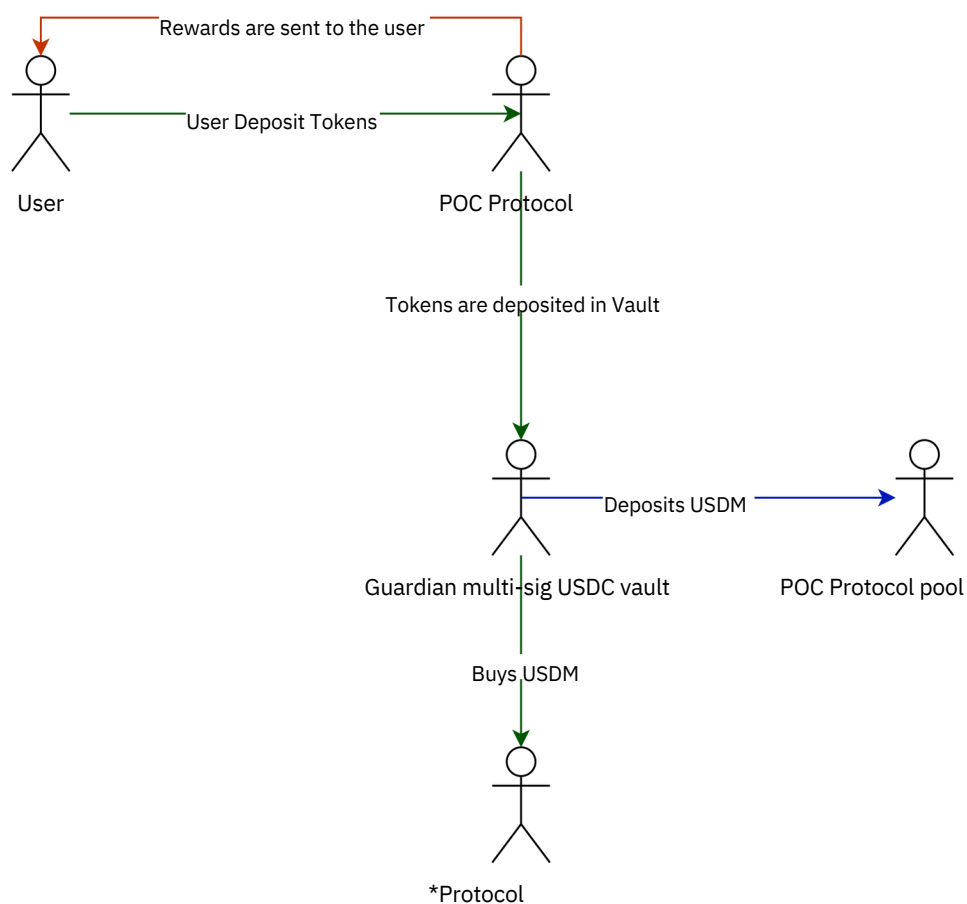 Rewards are sent to the user
User Deposit Tokens
User
POC Protocol
Tokens are deposited in Vault
Deposits USDM
Guardian multi-sig USDC vault
POC Protocol pool
Buys USDM
*Protocol